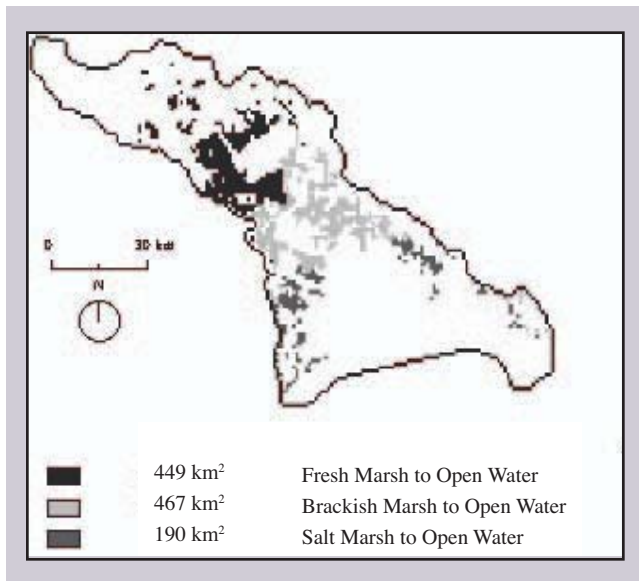 0 30 km
N
449 km² Fresh Marsh to Open Water
467 km² Brackish Marsh to Open Water
190 km² Salt Marsh to Open Water